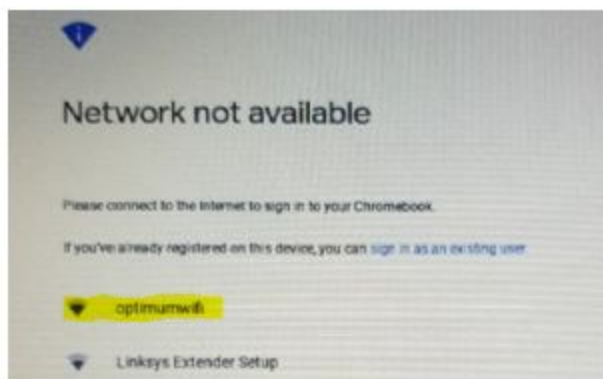 Network not available
Please connect to the Internet to sign in to your Chromebook.
If you've already registered on this device, you can sign in as an existing user
optimumwifi
Linksys Extender Setup